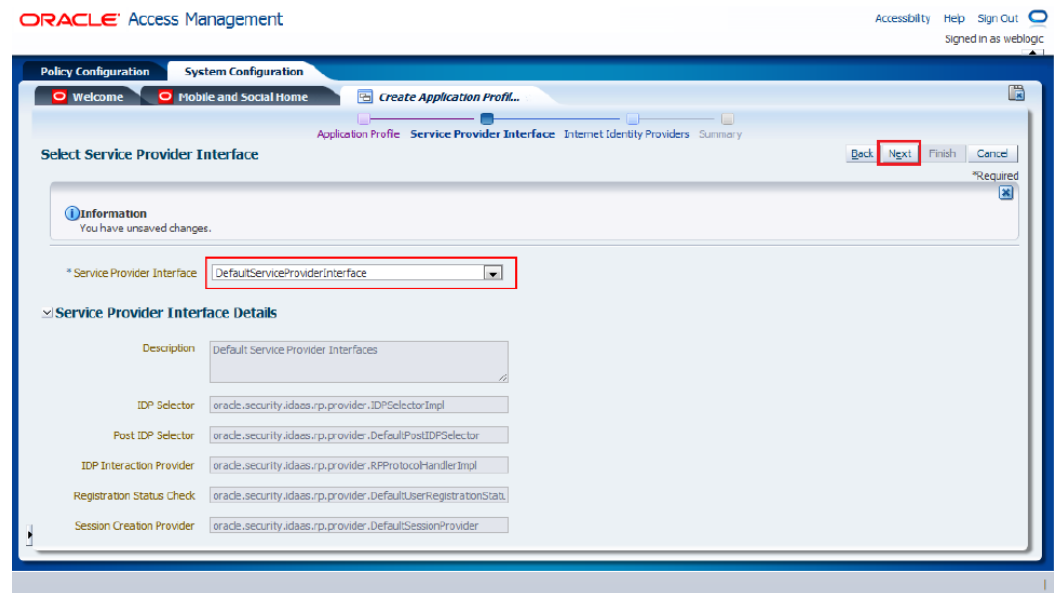 ORACLE Access Management
Accessibility Help Sign Out
Signed in as weblogic
Policy Configuration System Configuration
Welcome Mobile and Social Home Create Application Profil...
Application Profile Service Provider Interface Internet Identity Providers Summary
Select Service Provider Interface
Back Next Finish Cancel
*Required
Information
You have unsaved changes.
* Service Provider Interface DefaultServiceProviderInterface
Service Provider Interface Details
Description Default Service Provider Interfaces
IDP Selector oracle.security.idaas.rp.provider.IDPSelectorImpl
Post IDP Selector oracle.security.idaas.rp.provider.DefaultPostIDPSelector
IDP Interaction Provider oracle.security.idaas.rp.provider.RPProtocolHandlerImpl
Registration Status Check oracle.security.idaas.rp.provider.DefaultUserRegistrationStatu
Session Creation Provider oracle.security.idaas.rp.provider.DefaultSessionProvider